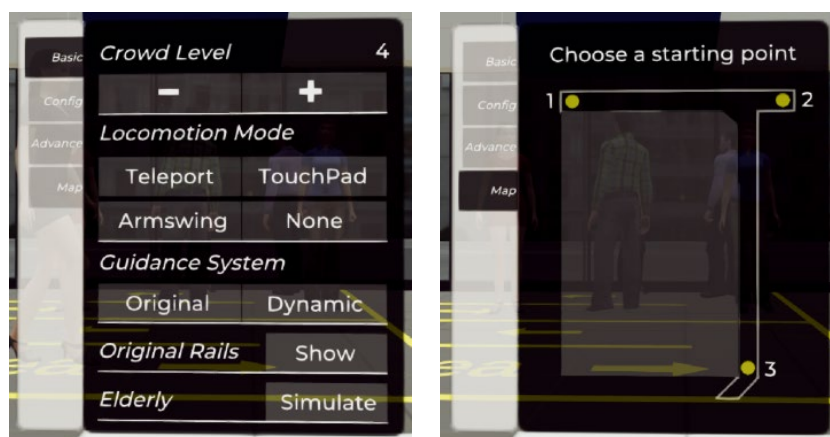 Basic
Config
Advance
Map
Crowd Level 4
- +
Locomotion Mode
Teleport TouchPad
Armswing None
Guidance System
Original Dynamic
Original Rails Show
Elderly Simulate
Basic
Config
Advance
Map
Choose a starting point
1 2
3